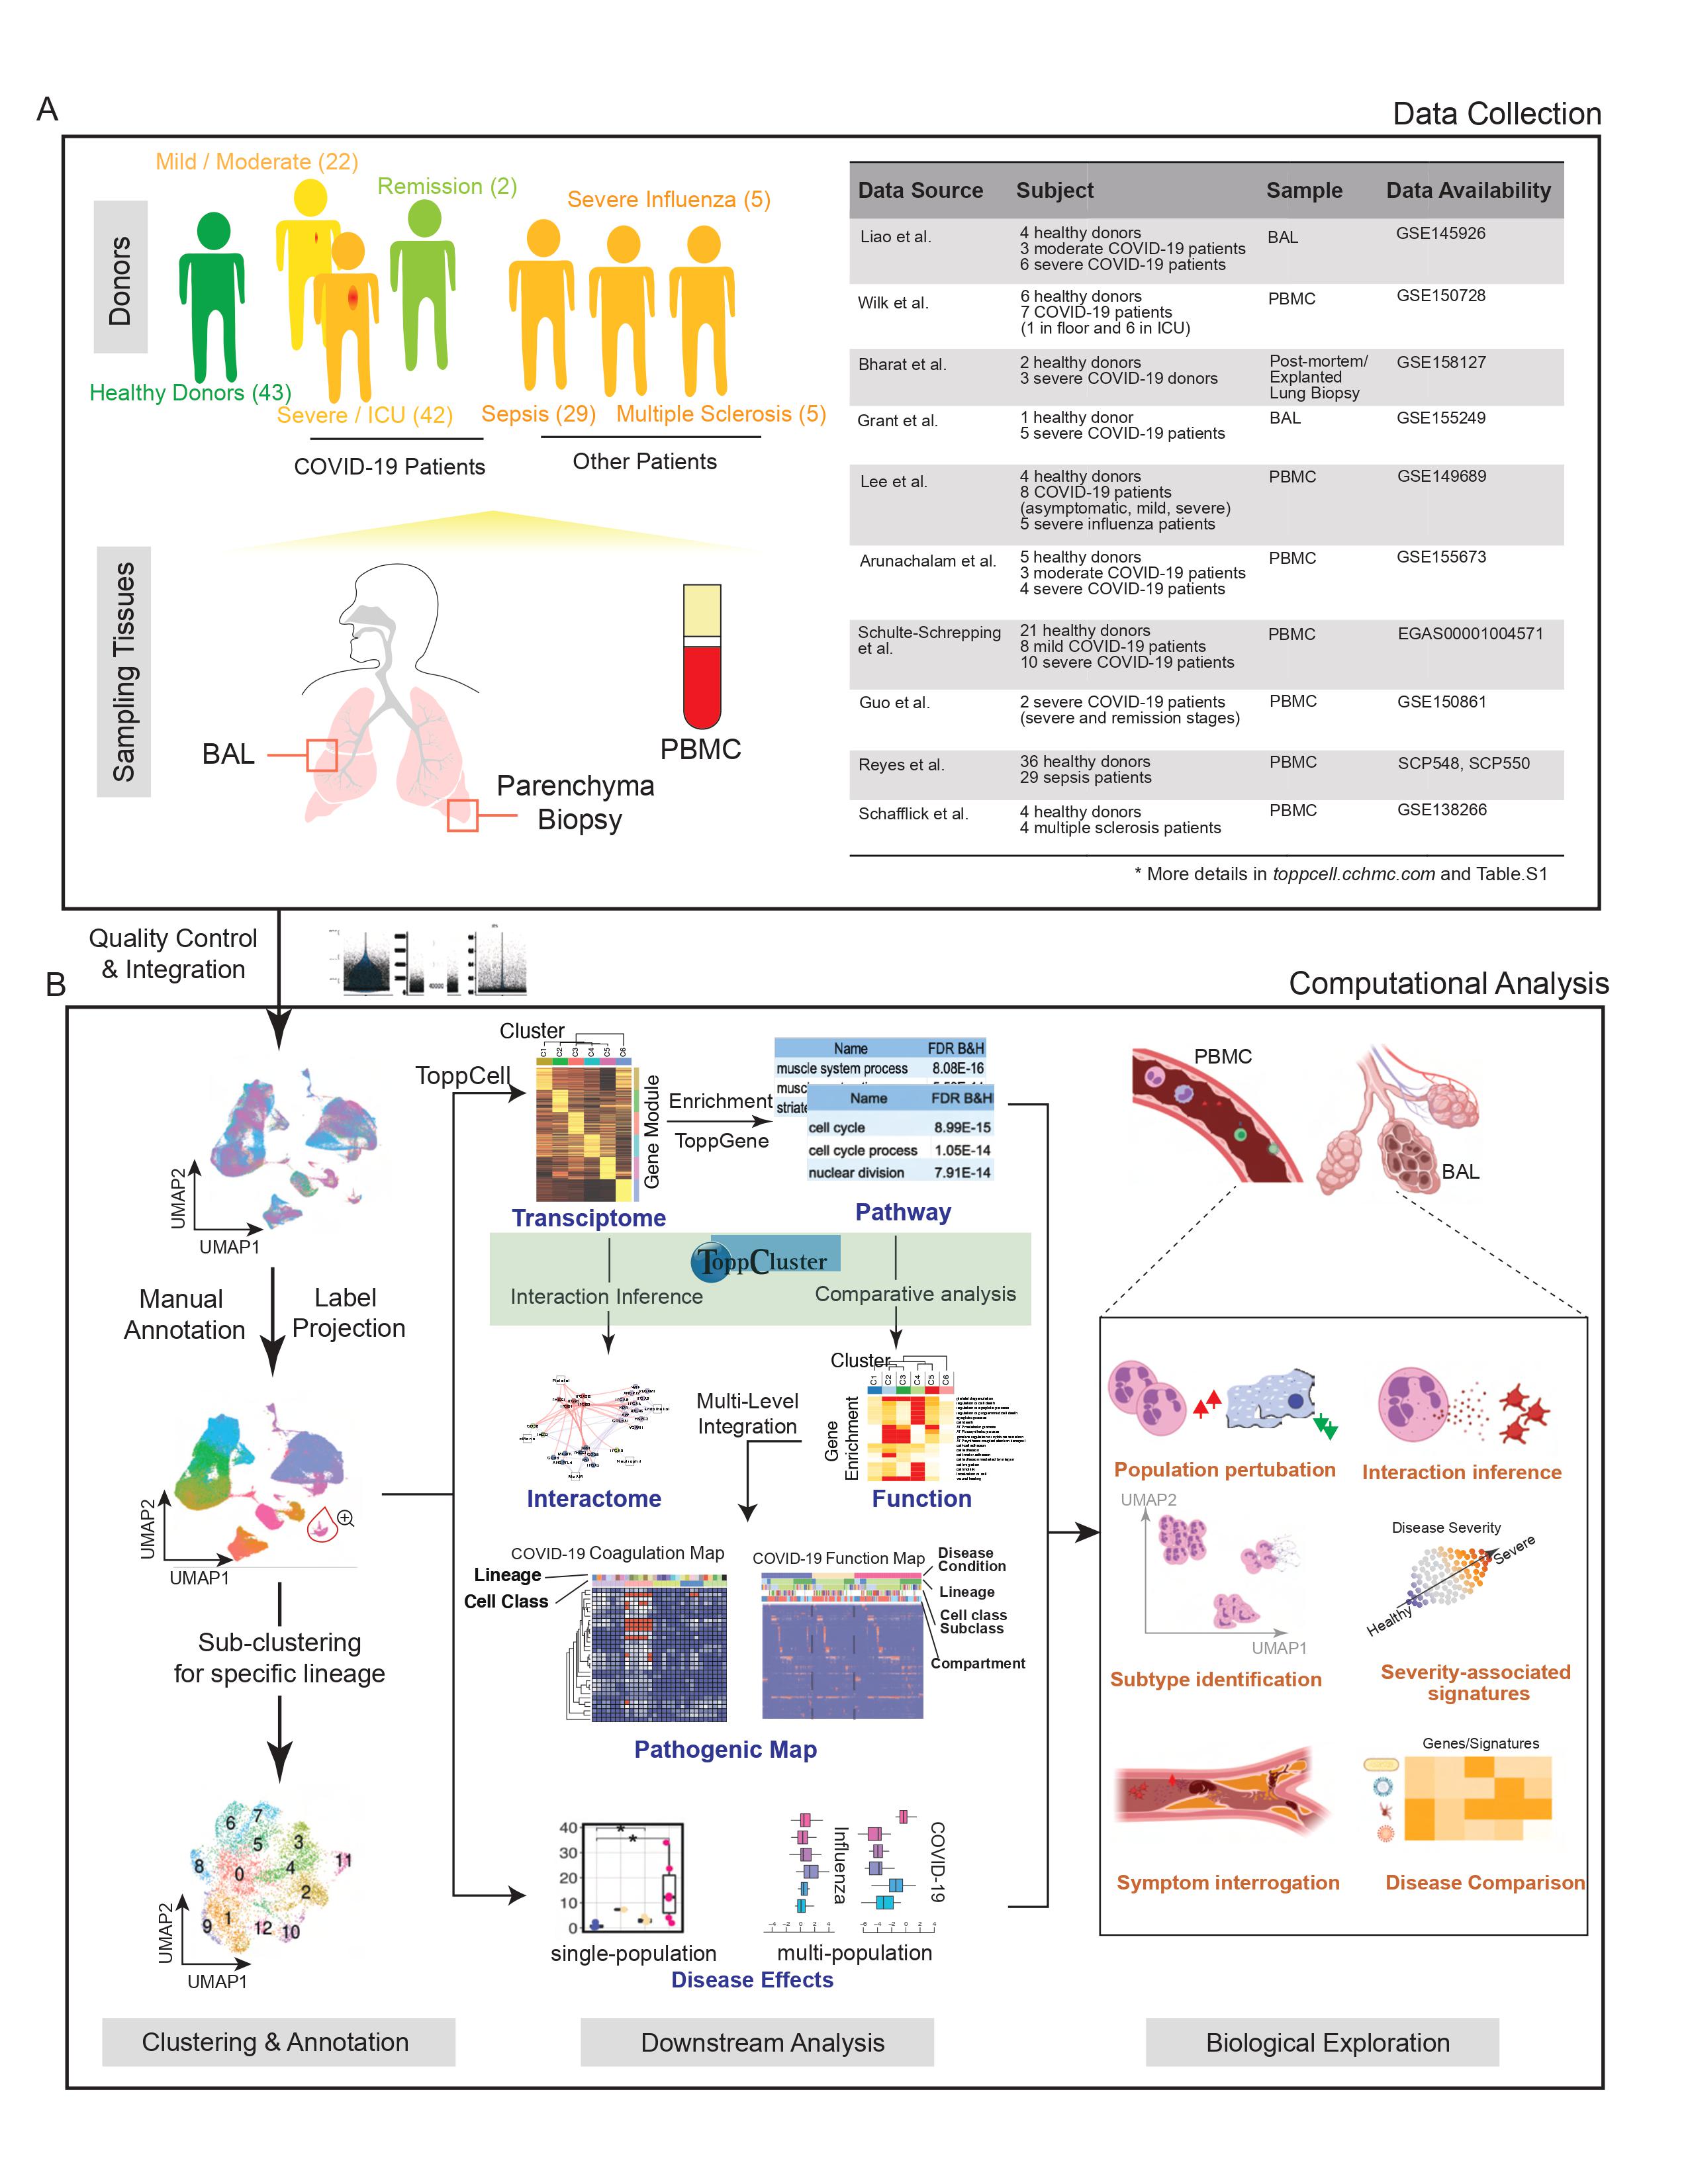 A
Data Collection
Donors
Mild / Moderate (22)
Remission (2)
Severe Influenza (5)
Healthy Donors (43)
Severe / ICU (42)
Sepsis (29)
Multiple Sclerosis (5)
COVID-19 Patients
Other Patients
Sampling Tissues
BAL
PBMC
Parenchyma
Biopsy
Data Source Subject Sample Data Availability
Liao et al. 4 healthy donors BAL GSE145926
3 moderate COVID-19 patients
6 severe COVID-19 patients
Wilk et al. 6 healthy donors PBMC GSE150728
7 COVID-19 patients
(1 in floor and 6 in ICU)
Bharat et al. 2 healthy donors Post-mortem/ GSE158127
3 severe COVID-19 donors Explanted
Lung Biopsy
Grant et al. 1 healthy donor BAL GSE155249
5 severe COVID-19 patients
Lee et al. 4 healthy donors PBMC GSE149689
8 COVID-19 patients
(asymptomatic, mild, severe)
5 severe influenza patients
Arunachalam et al. 5 healthy donors PBMC GSE155673
3 moderate COVID-19 patients
4 severe COVID-19 patients
Schulte-Schrepping 21 healthy donors PBMC EGAS00001004571
et al. 8 mild COVID-19 patients
10 severe COVID-19 patients
Guo et al. 2 severe COVID-19 patients PBMC GSE150861
(severe and remission stages)
Reyes et al. 36 healthy donors PBMC SCP548, SCP550
29 sepsis patients
Schafflick et al. 4 healthy donors PBMC GSE138266
4 multiple sclerosis patients
* More details in toppcell.cchmc.com and Table.S1
Quality Control
& Integration
B
Computational Analysis
UMAP2
UMAP1
Manual
Annotation
Label
Projection
UMAP2
UMAP1
Sub-clustering
for specific lineage
6 7 5 3 8 0 4 11 2 9 1 12 10
UMAP2
UMAP1
Clustering & Annotation
ToppCell
Cluster
C1 C2 C3 C4 C5 C6
Gene Module
Transciptome
Enrichment
ToppGene
Name FDR B&H
muscle system process 8.08E-16
musc
striate
Name FDR B&H
cell cycle 8.99E-15
cell cycle process 1.05E-14
nuclear division 7.91E-14
Pathway
ToppCluster
Interaction Inference
Comparative analysis
Interactome
Multi-Level
Integration
Cluster
C1 C2 C3 C4 C5 C6
Gene
Enrichment
Function
COVID-19 Coagulation Map
Lineage
Cell Class
COVID-19 Function Map
Disease
Condition
Lineage
Cell class
Subclass
Compartment
Pathogenic Map
40
30
20
10
0
* *
single-population
Influenza
-4 -2 0 2 4
COVID-19
-6 -4 -2 0 2 4
multi-population
Disease Effects
Downstream Analysis
PBMC
BAL
Population pertubation
Interaction inference
UMAP2
UMAP1
Subtype identification
Disease Severity
Severe
Healthy
Severity-associated
signatures
Symptom interrogation
Genes/Signatures
Disease Comparison
Biological Exploration